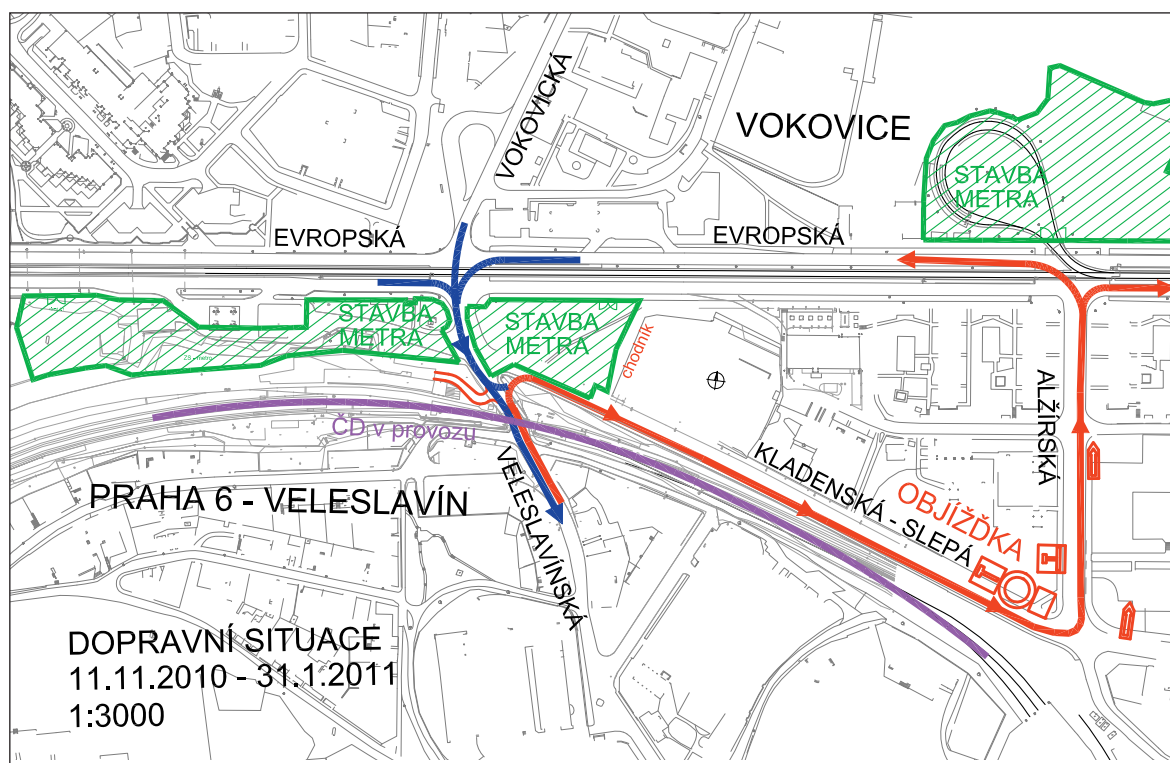 VOKOVICKÁ
VOKOVICE
STAVBA
METRA
EVROPSKÁ
EVROPSKÁ
STAVBA
METRA
STAVBA
METRA
chodník
ALŽÍRSKÁ
ČD v provozu
KLADENSKÁ - SLEPÁ
OBJÍŽĎKA
PRAHA 6 - VELESLAVÍN
VELESLAVÍNSKÁ
DOPRAVNÍ SITUACE
11.11.2010 - 31.1.2011
1:3000